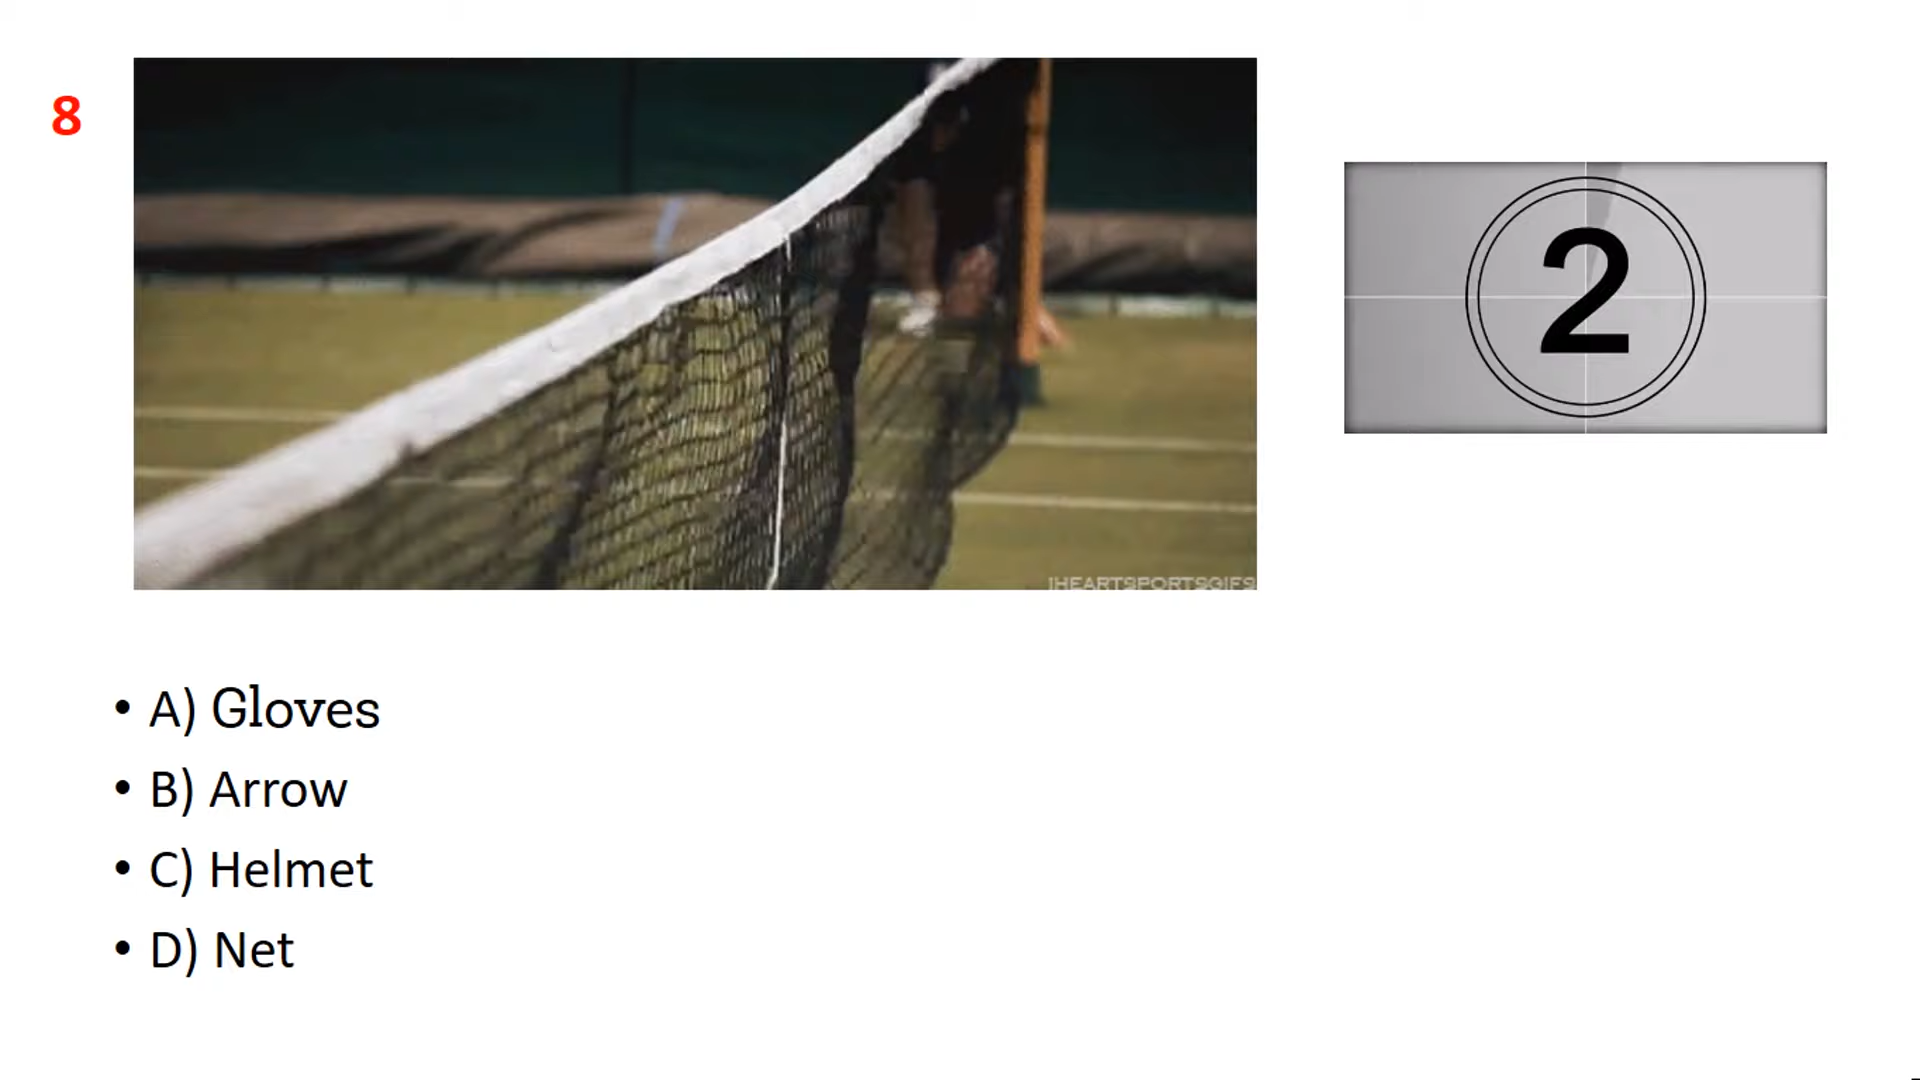 8
2
IHEARTSPORTSGIFS
• A) Gloves
• B) Arrow
• C) Helmet
• D) Net